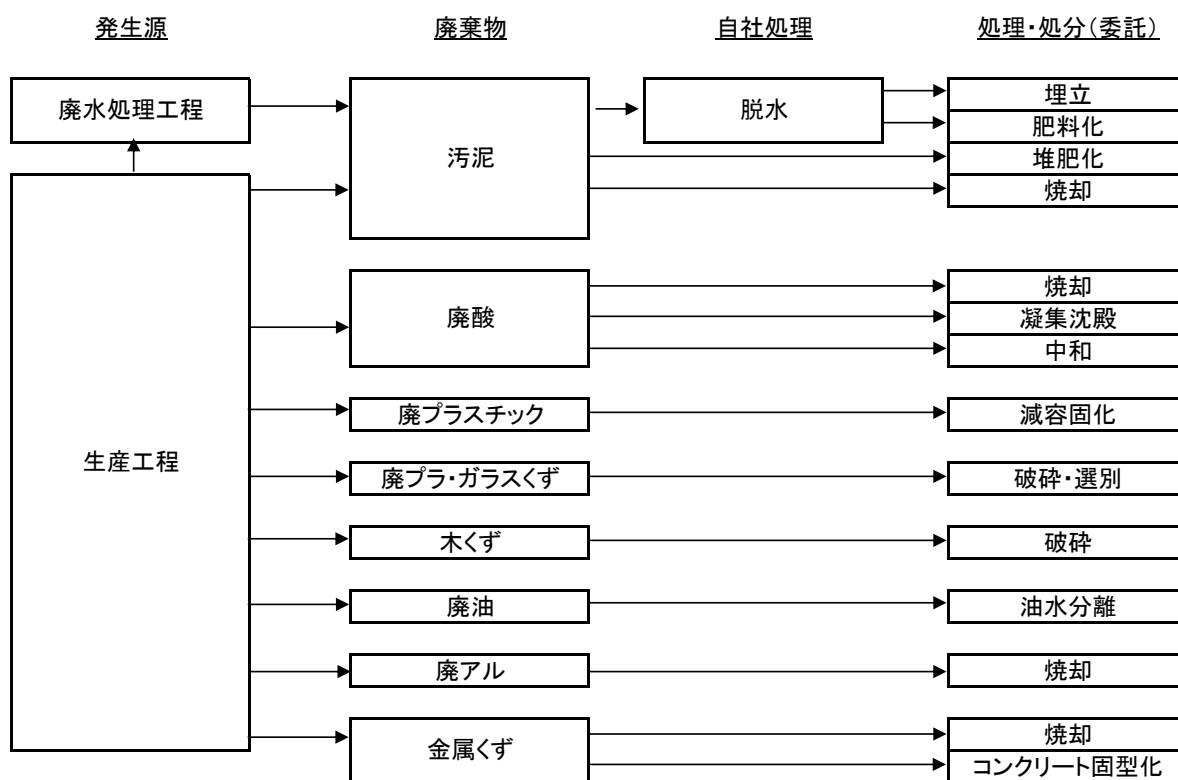 発生源 廃棄物 自社処理 処理・処分(委託)
廃水処理工程
汚泥
脱水
埋立
肥料化
堆肥化
焼却
生産工程
廃酸
焼却
凝集沈殿
中和
廃プラスチック
減容固化
廃プラ・ガラスくず
破砕・選別
木くず
破砕
廃油
油水分離
廃アル
焼却
金属くず
焼却
コンクリート固型化